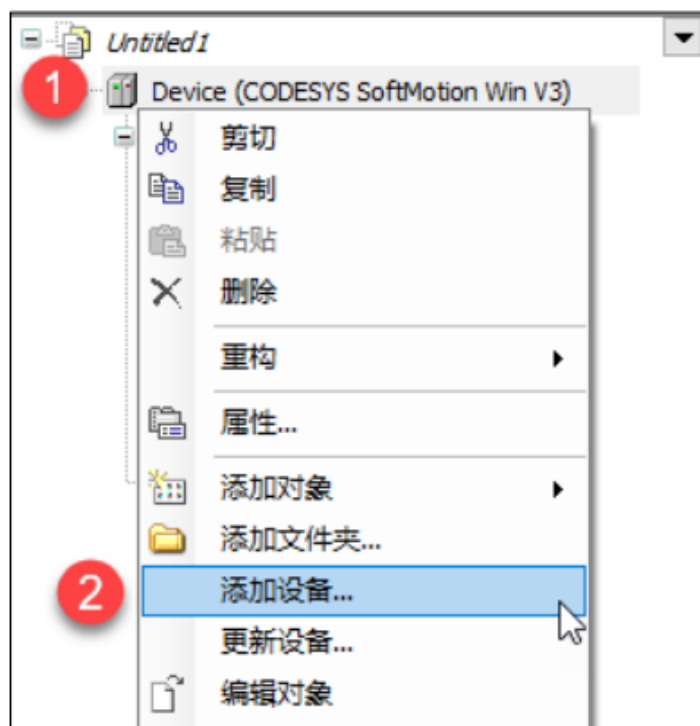 Untitled1
1
Device (CODESYS SoftMotion Win V3)
剪切
复制
粘贴
删除
重构
属性...
添加对象
添加文件夹...
2
添加设备...
更新设备...
编辑对象